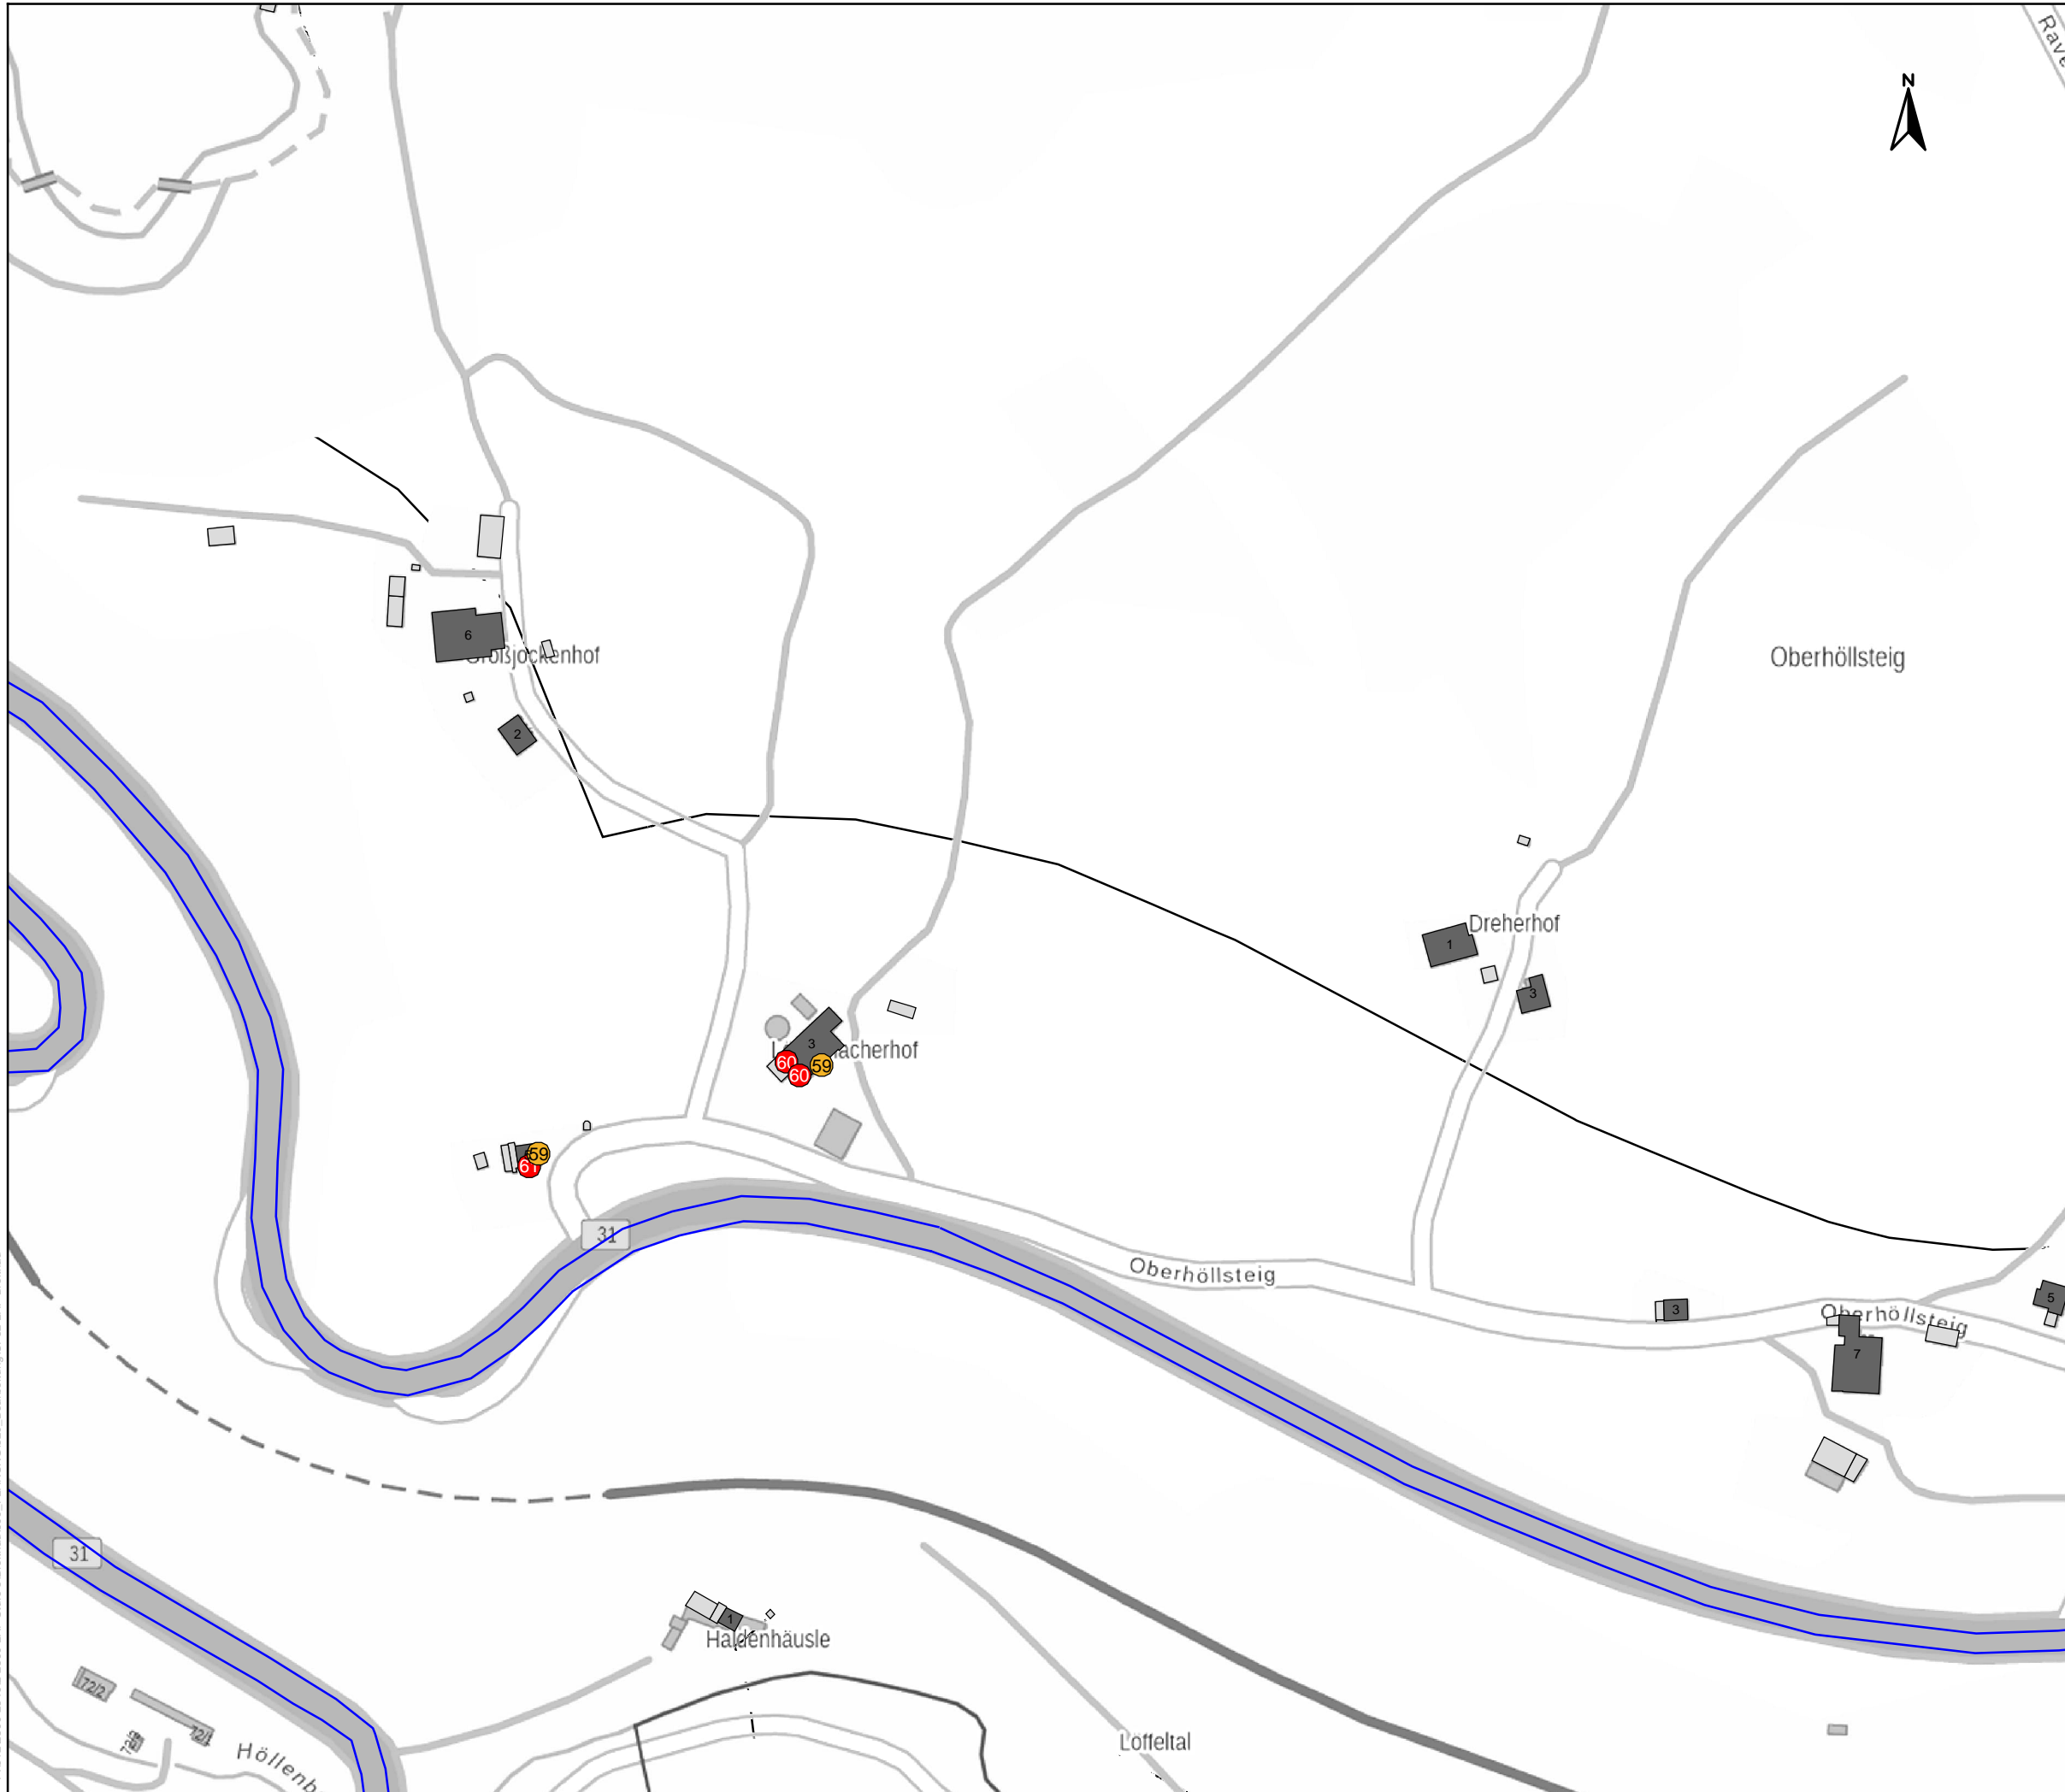 N
6
Großjockenhof
2
Oberhöllsteig
Dreherhof
1
3
3
60
60
59
59
61
31
Oberhöllsteig
3
Oberhöllsteig
5
7
31
1
Haldenhäusle
72/2
72/1
Löffeltal